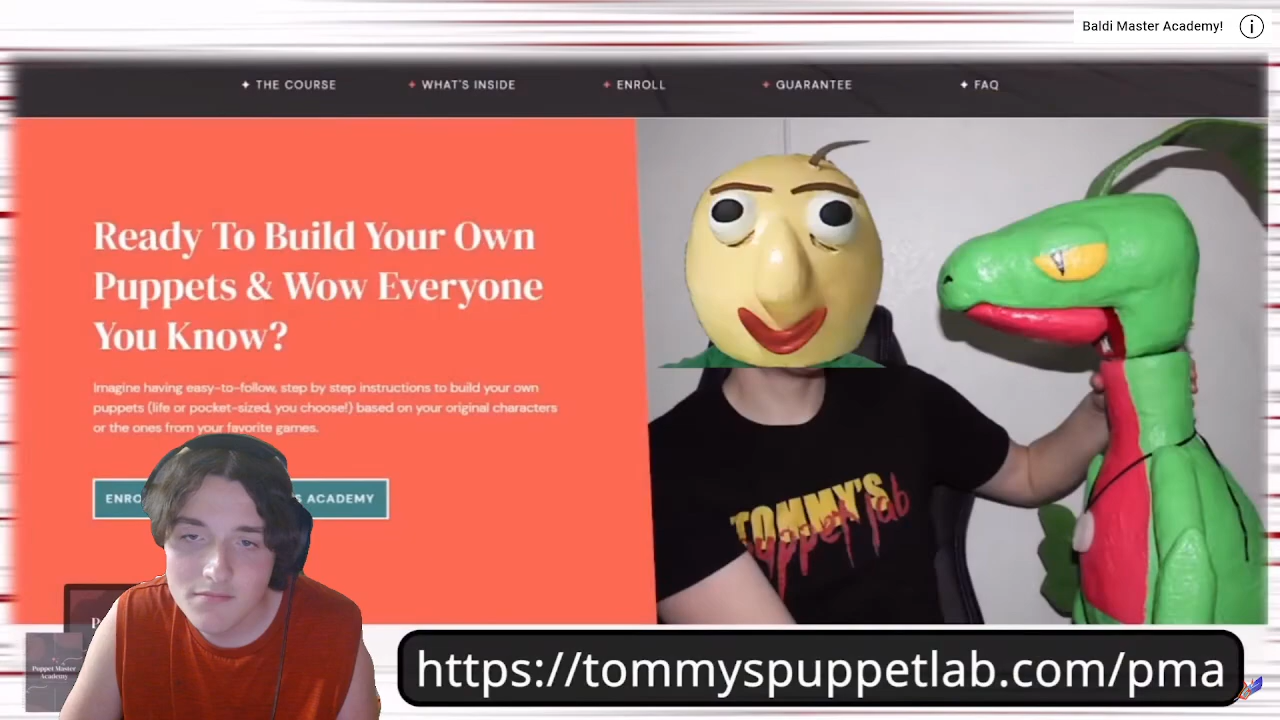 Baldi Master Academy!
THE COURSE
WHAT'S INSIDE
ENROLL
GUARANTEE
FAQ
Ready To Build Your Own
Puppets & Wow Everyone
You Know?
Imagine having easy-to-follow, step by step instructions to build your own
puppets (life or pocket-sized, you choose!) based on your original characters
or the ones from your favorite games.
ACADEMY
TOMMY'S
puppet lab
Puppet Master
Academy
https://tommyspuppetlab.com/pma